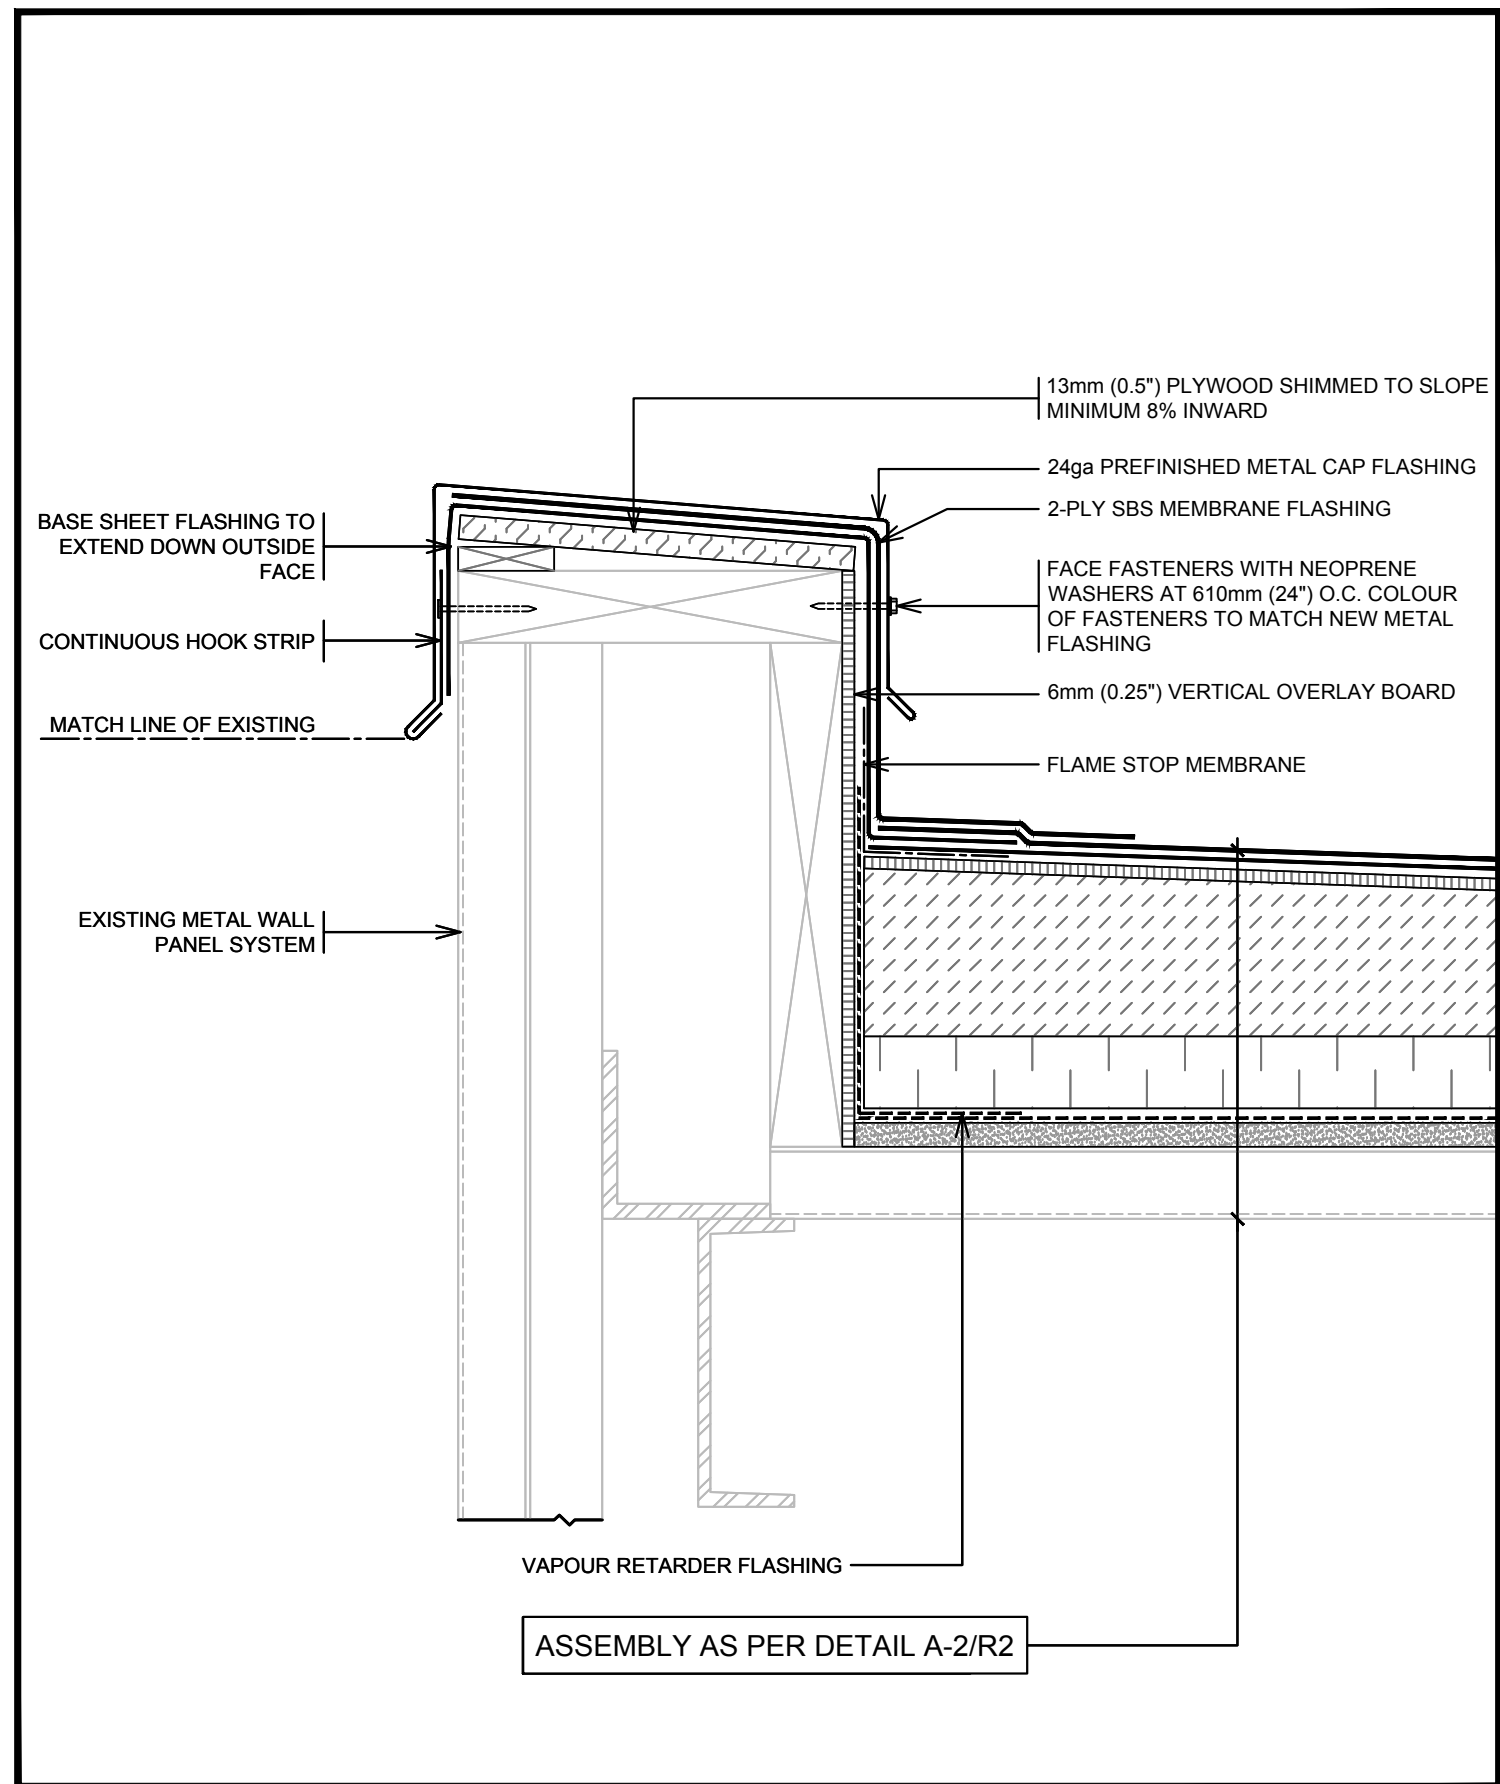 13mm (0.5") PLYWOOD SHIMMED TO SLOPE
MINIMUM 8% INWARD
24ga PREFINISHED METAL CAP FLASHING
2-PLY SBS MEMBRANE FLASHING
FACE FASTENERS WITH NEOPRENE
WASHERS AT 610mm (24") O.C. COLOUR
OF FASTENERS TO MATCH NEW METAL
FLASHING
6mm (0.25") VERTICAL OVERLAY BOARD
FLAME STOP MEMBRANE
BASE SHEET FLASHING TO
EXTEND DOWN OUTSIDE
FACE
CONTINUOUS HOOK STRIP
MATCH LINE OF EXISTING
EXISTING METAL WALL
PANEL SYSTEM
VAPOUR RETARDER FLASHING
ASSEMBLY AS PER DETAIL A-2/R2